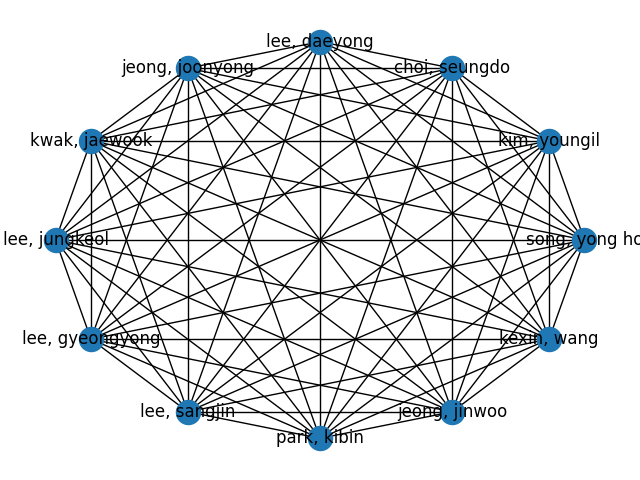 lee, daeyong
jeong, joonyong
choi, seungdo
kwak, jaewook
kim, youngil
lee, jungkeol
song, yong ho
lee, gyeongyong
kexin, wang
lee, sangjin
jeong, jinwoo
park, kibin